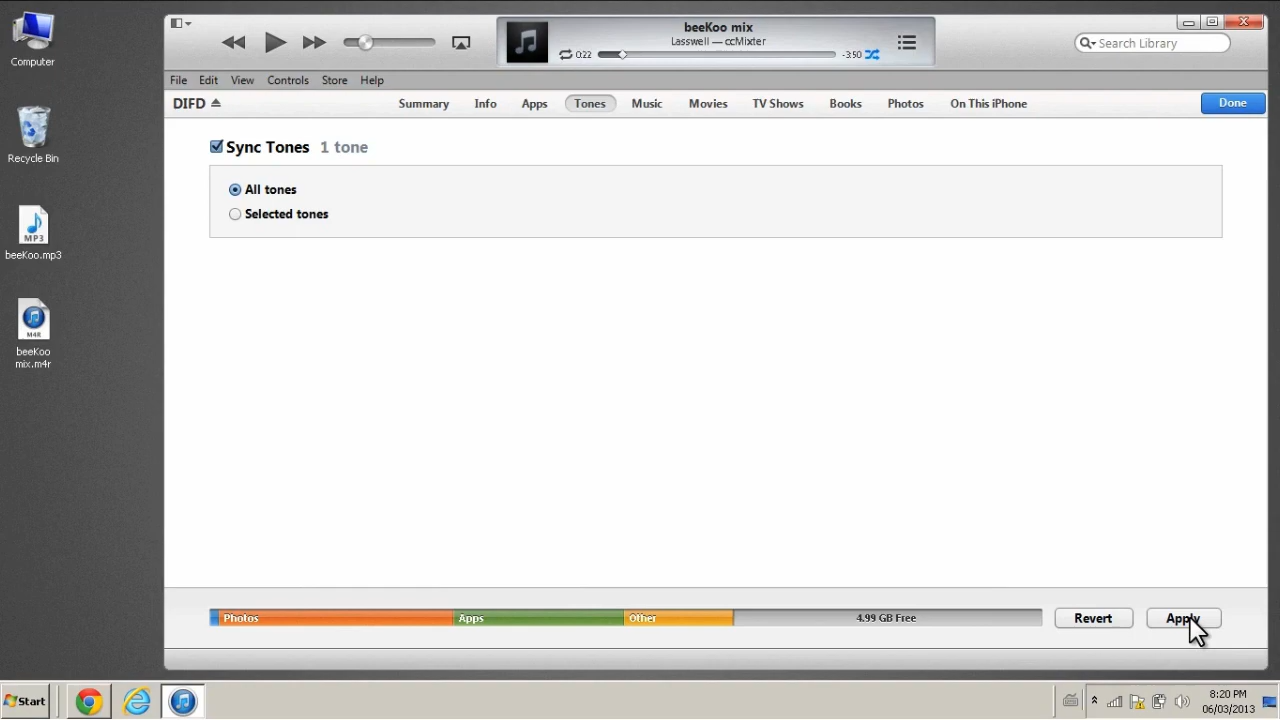 Computer
Recycle Bin
MP3
beeKoo.mp3
M4R
beeKoo
mix.m4r
beeKoo mix
Lasswell — ccMixter
0:22
-3:50
Search Library
File Edit View Controls Store Help
DIFD
Summary Info Apps Tones Music Movies TV Shows Books Photos On This iPhone
Done
Sync Tones 1 tone
All tones
Selected tones
Photos Apps Other 4.99 GB Free
Revert Apply
Start
8:20 PM
06/03/2013